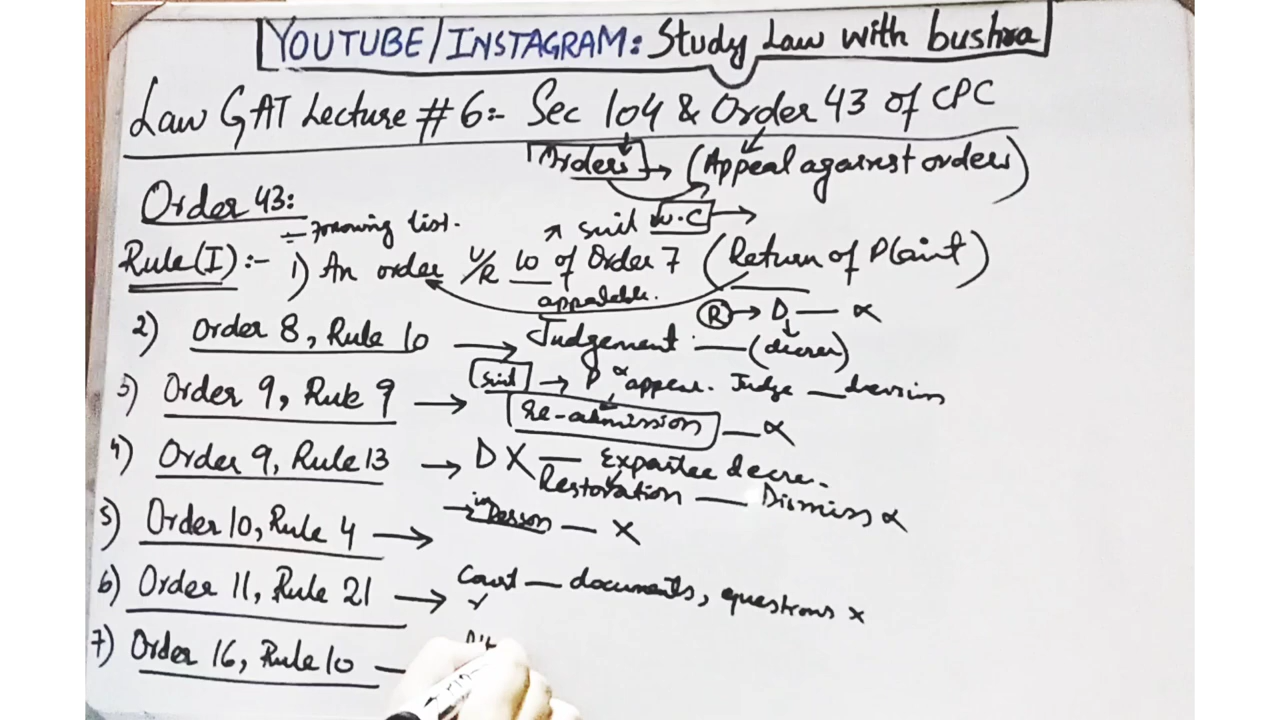 YOUTUBE/INSTAGRAM: Study Law with bushra
Law GAT Lecture # 6:- Sec 104 & Order 43 of CPC
Orders → (Appeal against orders)
Order 43:
list.
suit w.c →
Rule (I) :- 1) An order U/R 10 of Order 7 (Return of Plaint)
appealable.
R → D — α
2) Order 8, Rule 10 → Judgement — (decree)
3) Order 9, Rule 9 → suit → P α appear. Judge —
Re-admission — α
4) Order 9, Rule 13 → D X — Expartee decree.
Restoration — Dismiss α
5) Order 10, Rule 4 → → in Person — X
6) Order 11, Rule 21 → Court — documents, questions x
7) Order 16, Rule 10 —